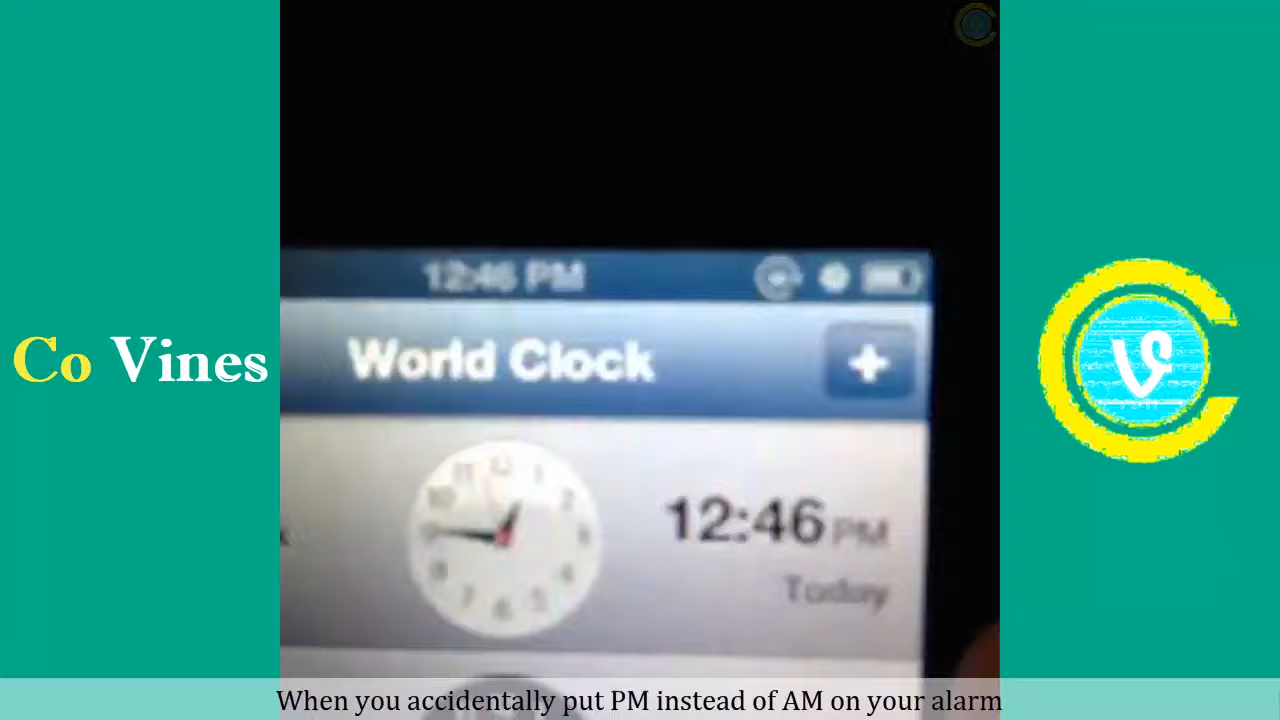 12:46 PM
World Clock
+
12:46 PM
Today
Co Vines
When you accidentally put PM instead of AM on your alarm